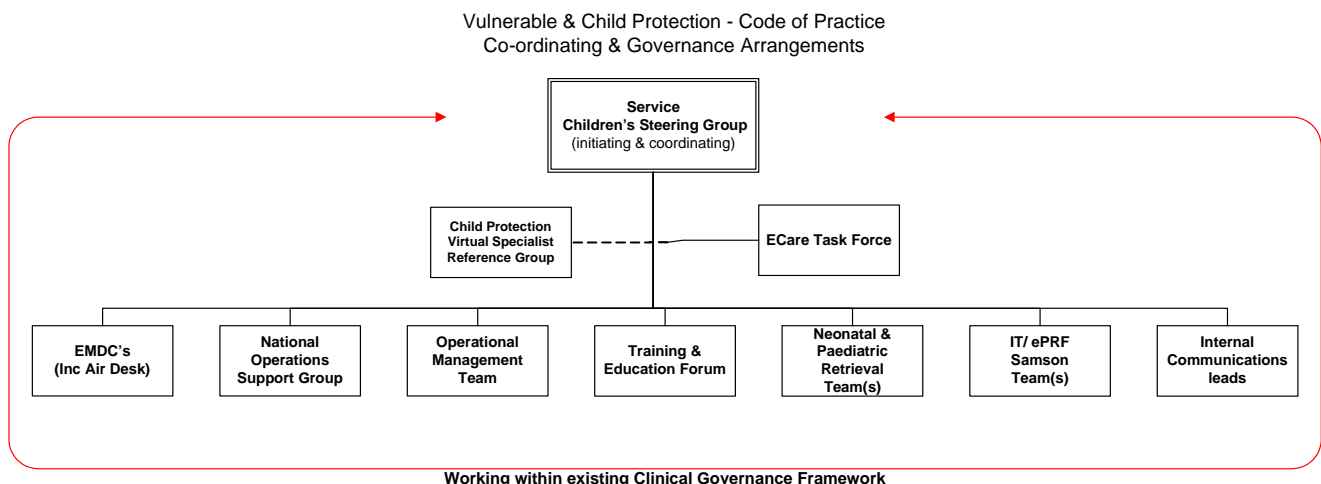 Vulnerable & Child Protection - Code of Practice
Co-ordinating & Governance Arrangements
Service
Children's Steering Group
(initiating & coordinating)
Child Protection
Virtual Specialist
Reference Group
ECare Task Force
EMDC's
(Inc Air Desk)
National
Operations
Support Group
Operational
Management
Team
Training &
Education Forum
Neonatal &
Paediatric
Retrieval
Team(s)
IT/ ePRF
Samson
Team(s)
Internal
Communications
leads
Working within existing Clinical Governance Framework